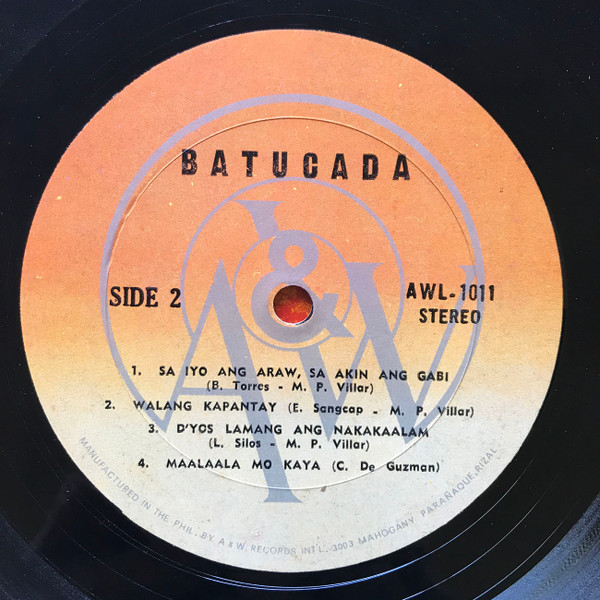 BATUCADA
A&W
SIDE 2
AWL-1011
STEREO
1. SA IYO ANG ARAW, SA AKIN ANG GABI
(B. Torres - M. P. Villar)
2. WALANG KAPANTAY (E. Sangcap - M. P. Villar)
3. D'YOS LAMANG ANG NAKAKAALAM
(L. Silos - M. P. Villar)
4. MAALAALA MO KAYA (C. De Guzman)
MANUFACTURED IN THE PHIL. BY A & W. RECORDS INT'L. -3003 MAHOGANY, PARAÑAQUE, RIZAL